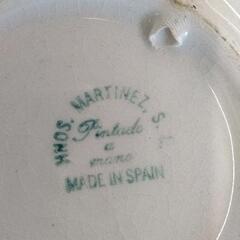 HNOS. MARTINEZ, S.
Pintado
a
mano
MADE IN SPAIN